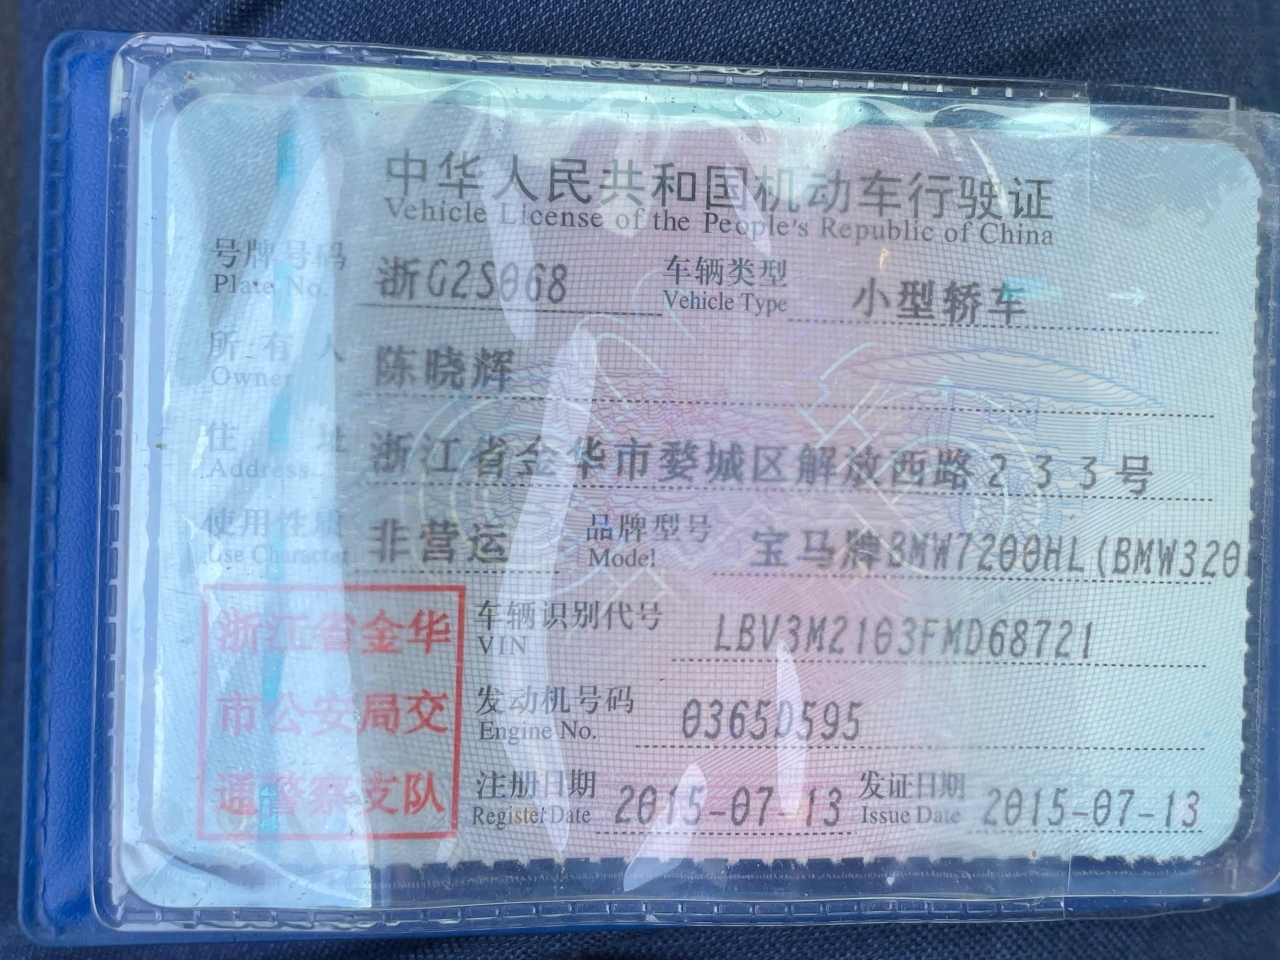 中华人民共和国机动车行驶证
Vehicle License of the People's Republic of China
号牌号码 浙G2S068 车辆类型 小型轿车
Plate No. Vehicle Type
所有人 陈晓辉
Owner
住址 浙江省金华市婺城区解放西路233号
Address
使用性质 非营运 品牌型号 宝马牌BMW7200HL(BMW320
Use Character Model
浙江省金华
市公安局交
通警察支队
车辆识别代号 LBV3M2103FMD68721
VIN
发动机号码 0365D595
Engine No.
注册日期 2015-07-13 发证日期 2015-07-13
Register Date Issue Date